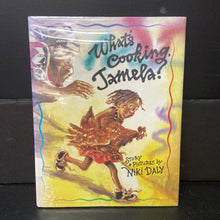 What's
Cooking,
Jamela?
STORY
& PICTURES by
NIKI DALY